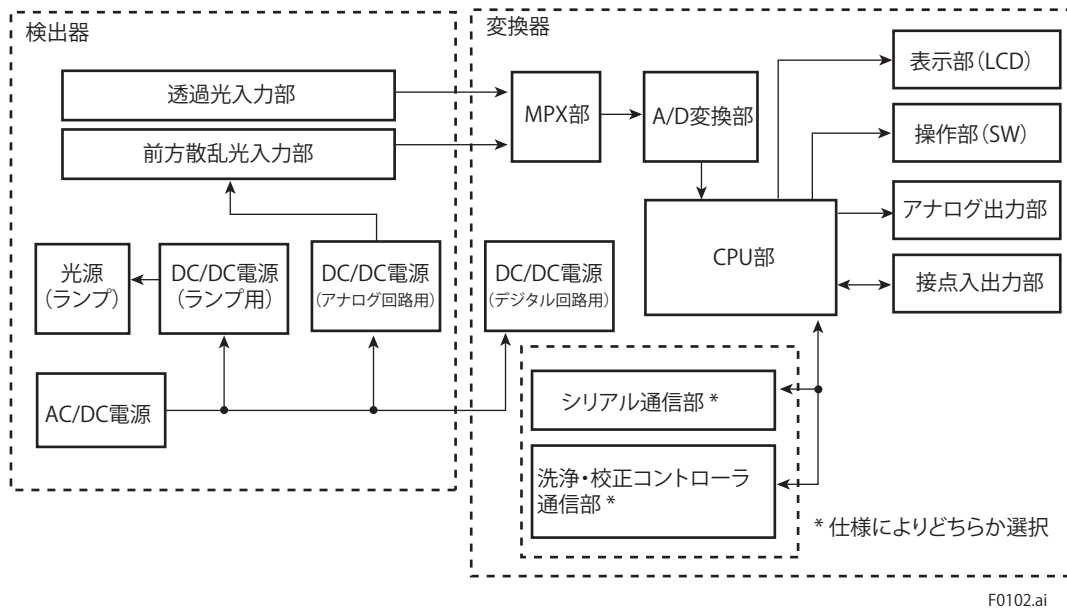 検出器
透過光入力部
前方散乱光入力部
光源
(ランプ)
DC/DC電源
(ランプ用)
DC/DC電源
(アナログ回路用)
AC/DC電源
変換器
MPX部
A/D変換部
CPU部
DC/DC電源
(デジタル回路用)
表示部(LCD)
操作部(SW)
アナログ出力部
接点入出力部
シリアル通信部 *
洗浄・校正コントローラ
通信部 *
* 仕様によりどちらか選択
F0102.ai